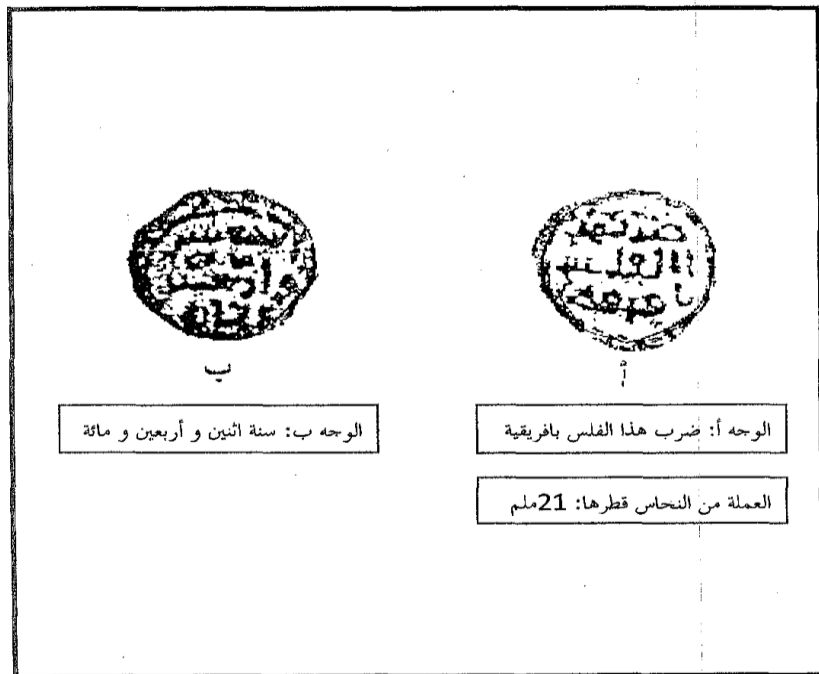 أ
ب
الوجه أ: ضرب هذا الفلس بافريقية
الوجه ب: سنة اثنين و أربعين و مائة
العملة من النحاس قطرها: 21ملم